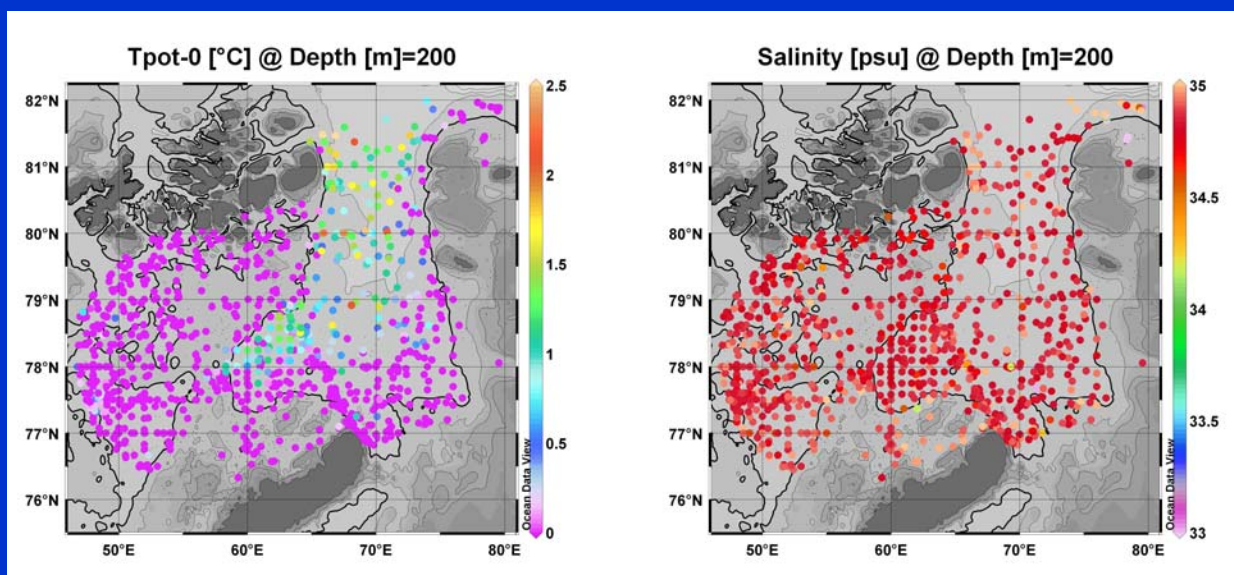 Tpot-0 [°C] @ Depth [m]=200
82°N
81°N
80°N
79°N
78°N
77°N
76°N
50°E
60°E
70°E
80°E
2.5
2
1.5
1
0.5
0
Ocean Data View
Salinity [psu] @ Depth [m]=200
82°N
81°N
80°N
79°N
78°N
77°N
76°N
50°E
60°E
70°E
80°E
35
34.5
34
33.5
33
Ocean Data View